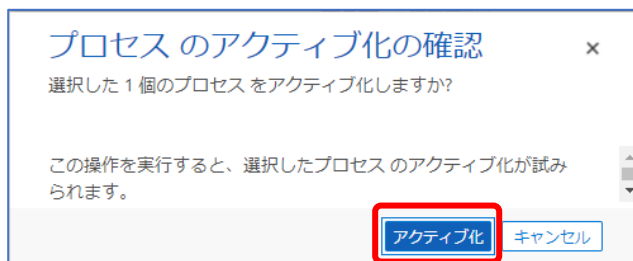 プロセス のアクティブ化の確認
選択した 1 個のプロセス をアクティブ化しますか?
この操作を実行すると、選択したプロセス のアクティブ化が試み
られます。
アクティブ化 キャンセル